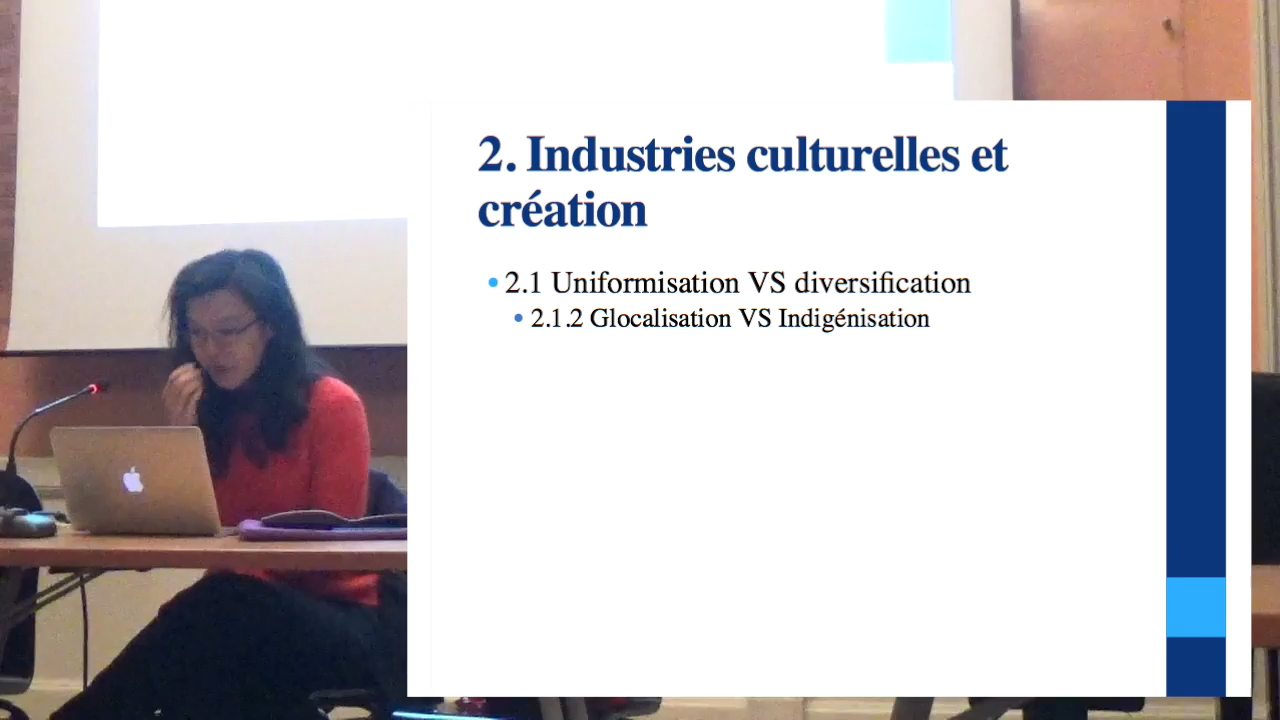 2. Industries culturelles et
création
• 2.1 Uniformisation VS diversification
• 2.1.2 Glocalisation VS Indigénisation